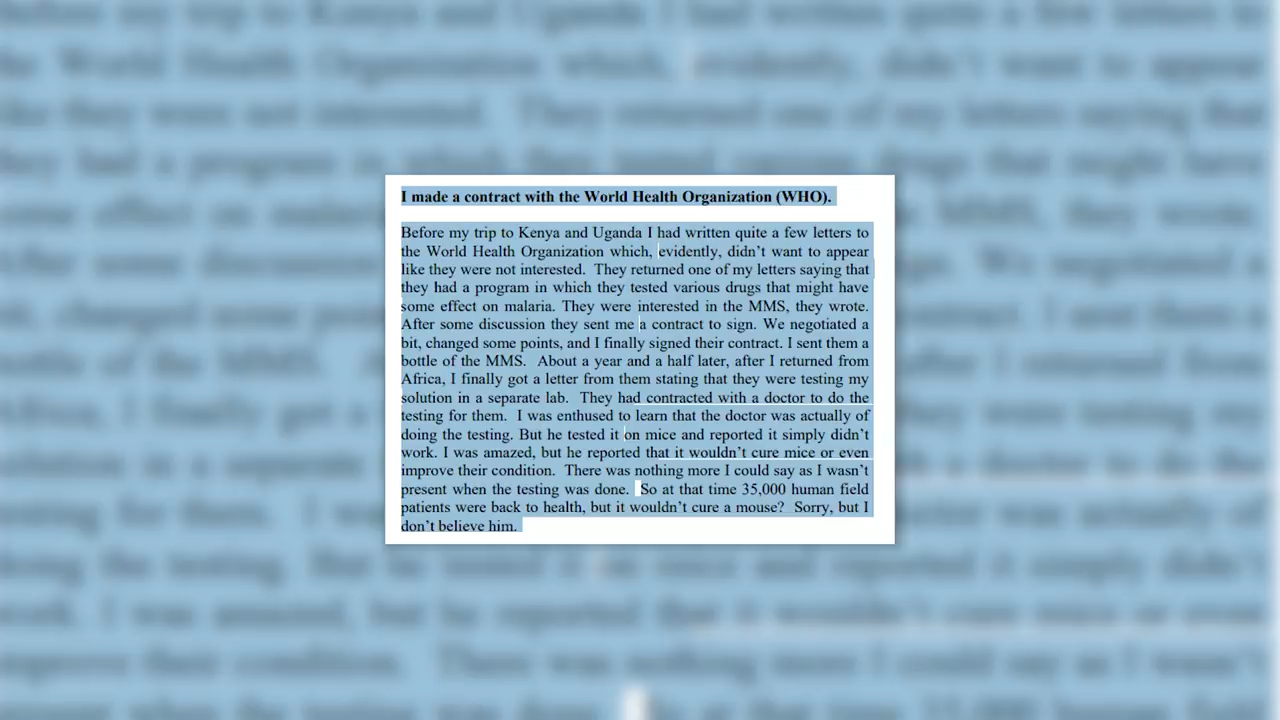 I made a contract with the World Health Organization (WHO).
Before my trip to Kenya and Uganda I had written quite a few letters to
the World Health Organization which, evidently, didn't want to appear
like they were not interested.  They returned one of my letters saying that
they had a program in which they tested various drugs that might have
some effect on malaria. They were interested in the MMS, they wrote.
After some discussion they sent me a contract to sign. We negotiated a
bit, changed some points, and I finally signed their contract. I sent them a
bottle of the MMS.  About a year and a half later, after I returned from
Africa, I finally got a letter from them stating that they were testing my
solution in a separate lab.  They had contracted with a doctor to do the
testing for them.  I was enthused to learn that the doctor was actually of
doing the testing. But he tested it on mice and reported it simply didn't
work. I was amazed, but he reported that it wouldn't cure mice or even
improve their condition.  There was nothing more I could say as I wasn't
present when the testing was done.  So at that time 35,000 human field
patients were back to health, but it wouldn't cure a mouse?  Sorry, but I
don't believe him.